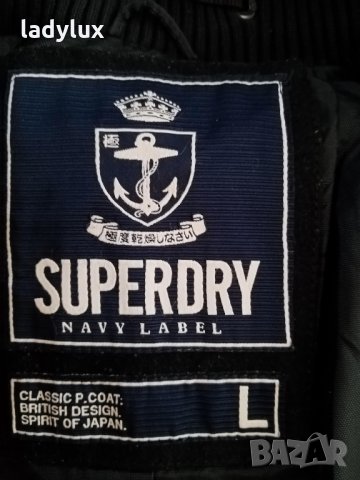 ladylux
極
極度乾燥しなさい
SUPERDRY
NAVY LABEL
CLASSIC P.COAT:
BRITISH DESIGN.
SPIRIT OF JAPAN.
L
BAZAR